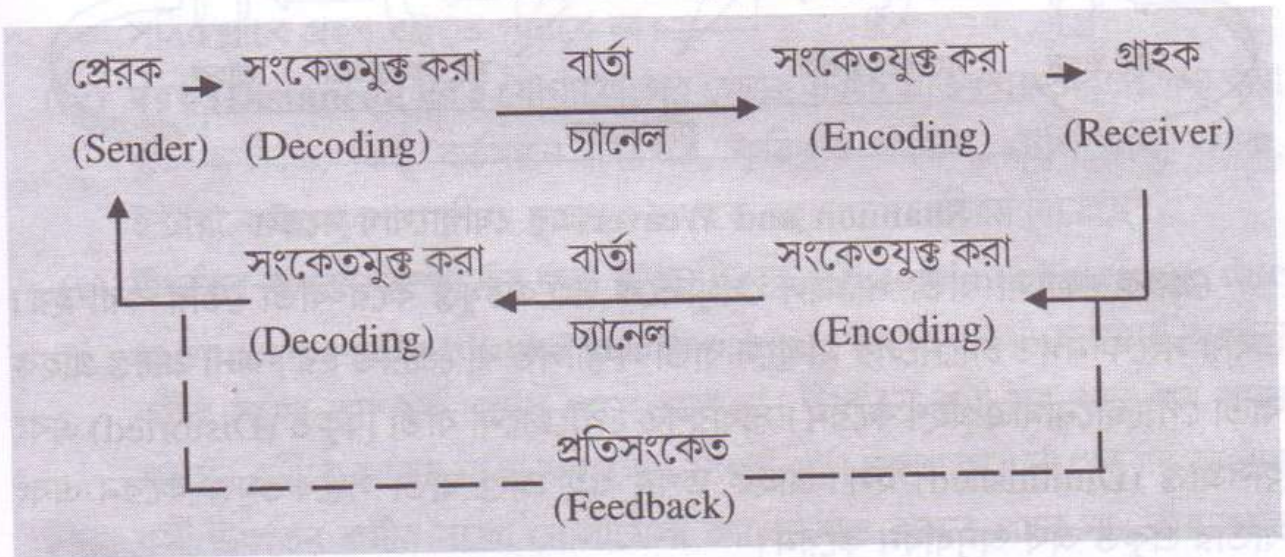 প্রেরক সংকেতমুক্ত করা বার্তা সংকেতযুক্ত করা গ্রাহক
(Sender) (Decoding) চ্যানেল (Encoding) (Receiver)
সংকেতমুক্ত করা বার্তা সংকেতযুক্ত করা
(Decoding) চ্যানেল (Encoding)
প্রতিসংকেত
(Feedback)